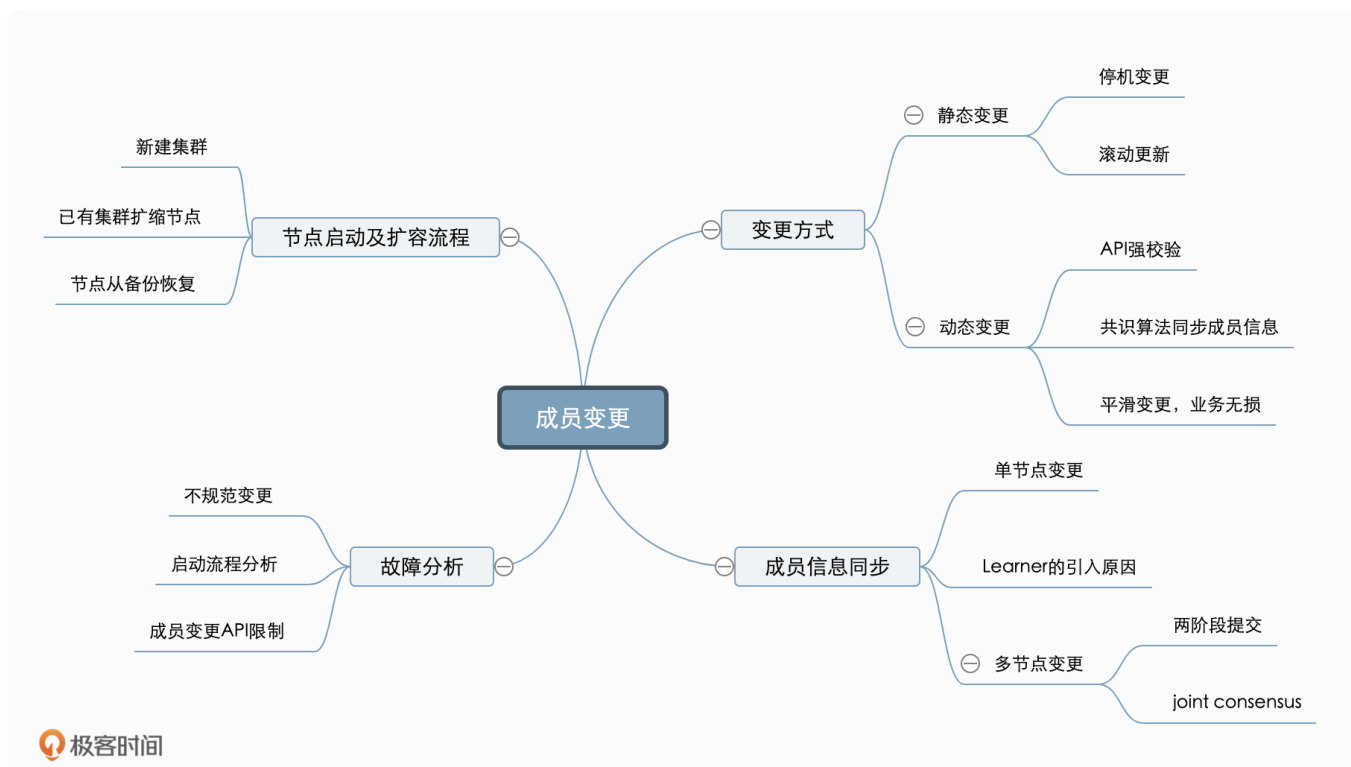 成员变更
变更方式
静态变更
停机变更
滚动更新
动态变更
API强校验
共识算法同步成员信息
平滑变更，业务无损
成员信息同步
单节点变更
Learner的引入原因
多节点变更
两阶段提交
joint consensus
节点启动及扩容流程
新建集群
已有集群扩缩节点
节点从备份恢复
故障分析
不规范变更
启动流程分析
成员变更API限制
极客时间